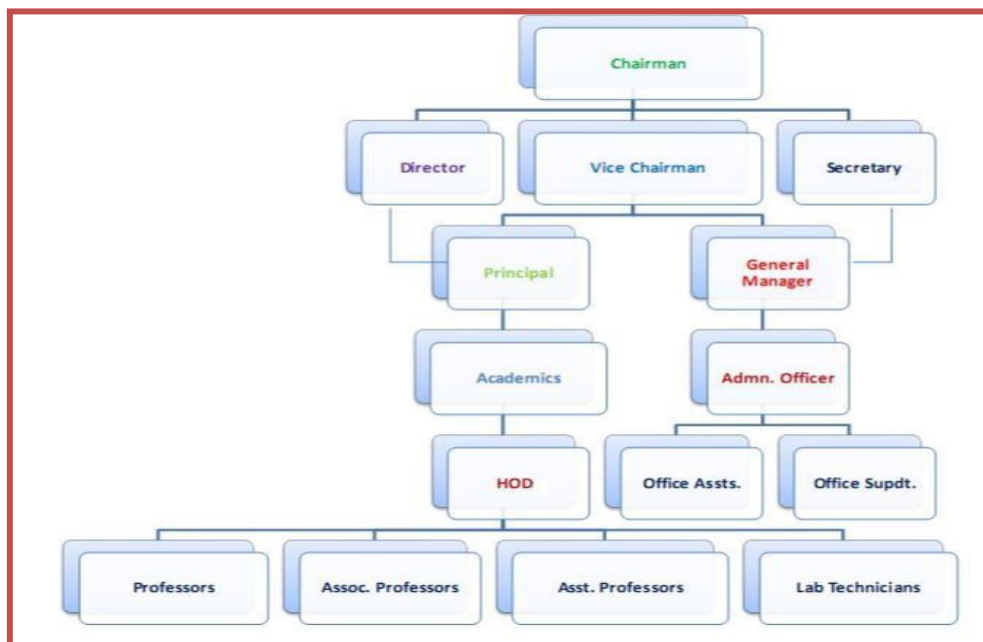 Chairman
Director
Vice Chairman
Secretary
Principal
General
Manager
Academics
Admn. Officer
HOD
Office Assts.
Office Supdt.
Professors
Assoc. Professors
Asst. Professors
Lab Technicians